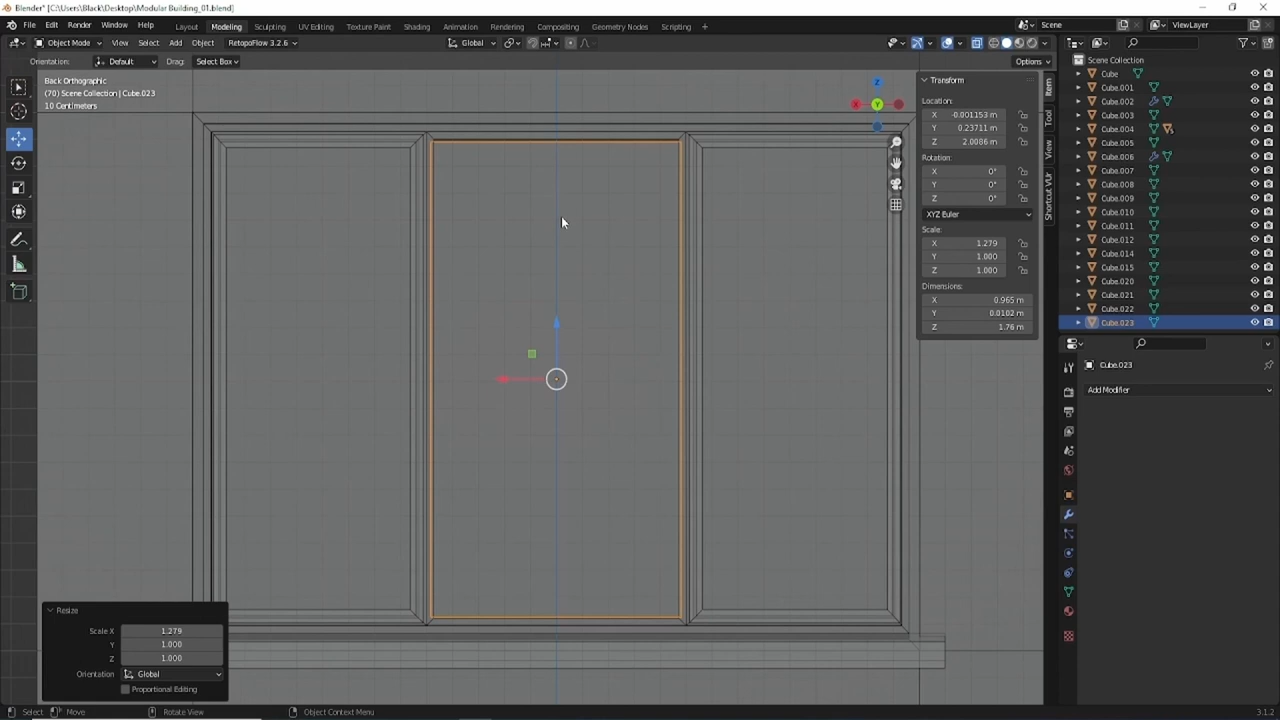 Blender* [C:\Users\Black\Desktop\Modular Building_01.blend]
File Edit Render Window Help Layout Modeling Sculpting UV Editing Texture Paint Shading Animation Rendering Compositing Geometry Nodes Scripting + Scene ViewLayer
Object Mode View Select Add Object RetopoFlow 3.2.6 Global
Orientation: Default Drag: Select Box Options
Back Orthographic
(70) Scene Collection | Cube.023
10 Centimeters
Z
X
Y
Transform
Location:
X -0.001153 m
Y 0.23711 m
Z 2.0086 m
Rotation:
X 0°
Y 0°
Z 0°
XYZ Euler
Scale:
X 1.279
Y 1.000
Z 1.000
Dimensions:
X 0.965 m
Y 0.0102 m
Z 1.76 m
Item
Tool
View
Shortcut VUr
Scene Collection
Cube
Cube.001
Cube.002
Cube.003
Cube.004
Cube.005
Cube.006
Cube.007
Cube.008
Cube.009
Cube.010
Cube.011
Cube.012
Cube.014
Cube.015
Cube.020
Cube.021
Cube.022
Cube.023
Cube.023
Add Modifier
Resize
Scale X 1.279
Y 1.000
Z 1.000
Orientation Global
Proportional Editing
Select Move Rotate View Object Context Menu 3.1.2